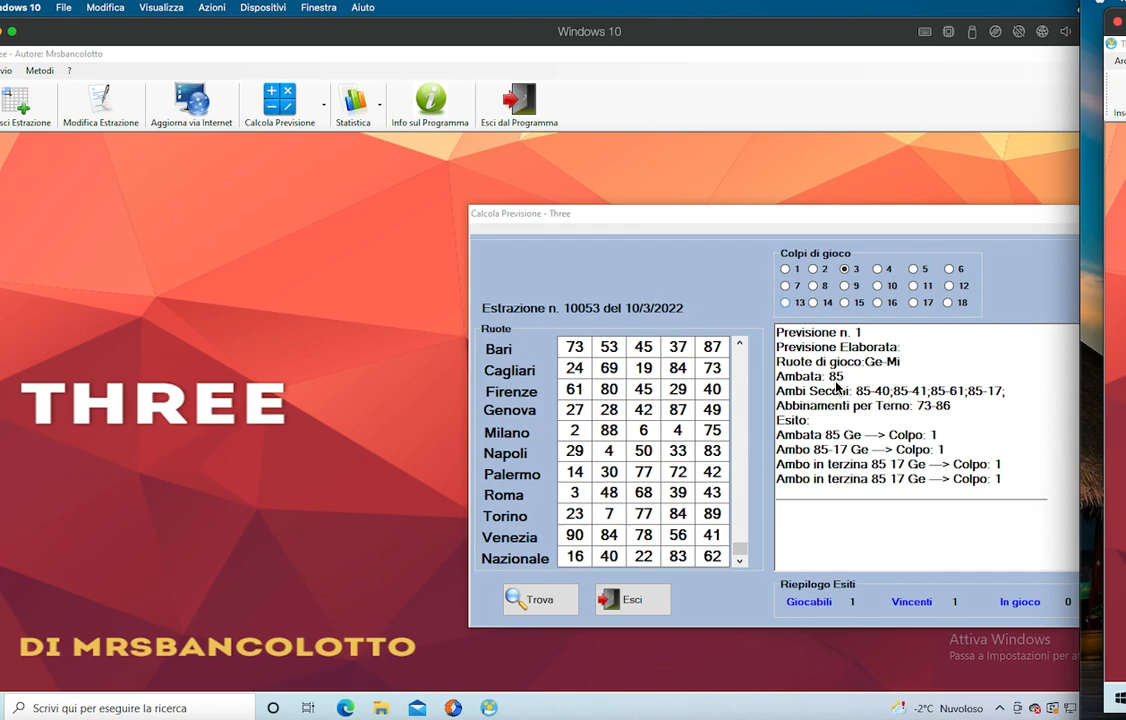 dows 10 File Modifica Visualizza Azioni Dispositivi Finestra Aiuto
Windows 10
ee - Autore: Mrsbancolotto
vio Metodi ?
sci Estrazione Modifica Estrazione Aggiorna via Internet Calcola Previsione Statistica Info sul Programma Esci dal Programma
Calcola Previsione - Three
Colpi di gioco
1 2 3 4 5 6
7 8 9 10 11 12
13 14 15 16 17 18
Estrazione n. 10053 del 10/3/2022
Ruote
Bari 73 53 45 37 87
Cagliari 24 69 19 84 73
Firenze 61 80 45 29 40
Genova 27 28 42 87 49
Milano 2 88 6 4 75
Napoli 29 4 50 33 83
Palermo 14 30 77 72 42
Roma 3 48 68 39 43
Torino 23 7 77 84 89
Venezia 90 84 78 56 41
Nazionale 16 40 22 83 62
Trova Esci
Previsione n. 1
Previsione Elaborata:
Ruote di gioco:Ge-Mi
Ambata: 85
Ambi Secchi: 85-40;85-41;85-61;85-17;
Abbinamenti per Terno: 73-86
Esito:
Ambata 85 Ge —> Colpo: 1
Ambo 85-17 Ge —> Colpo: 1
Ambo in terzina 85 17 Ge —> Colpo: 1
Ambo in terzina 85 17 Ge —> Colpo: 1
Riepilogo Esiti
Giocabili 1 Vincenti 1 In gioco 0
THREE
DI MRSBANCOLOTTO
Attiva Windows
Passa a Impostazioni per at
Scrivi qui per eseguire la ricerca
-2°C Nuvoloso
Ins